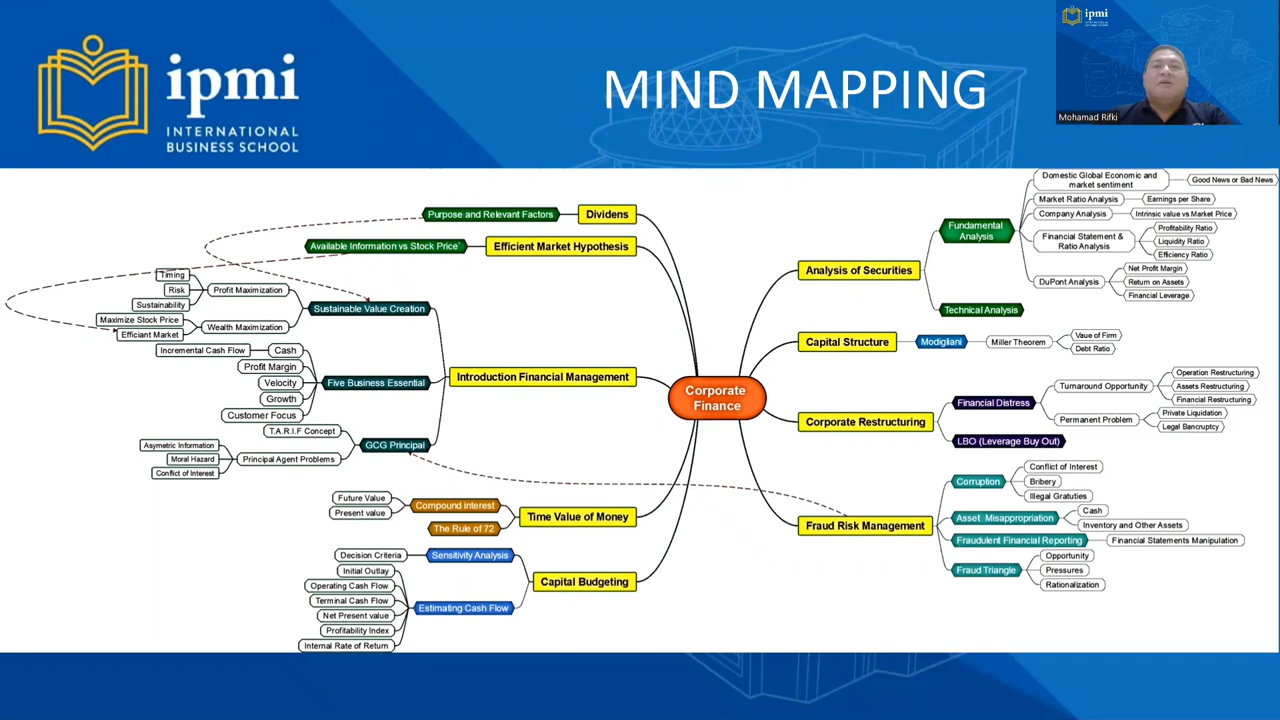 ipmi
INTERNATIONAL
BUSINESS SCHOOL
MIND MAPPING
ipmi
Mohamad Rifki
Corporate
Finance
Dividens
Purpose and Relevant Factors
Efficient Market Hypothesis
Available Information vs Stock Price`
Introduction Financial Management
Sustainable Value Creation
Profit Maximization
Timing
Risk
Sustainability
Wealth Maximization
Maximize Stock Price
Efficiant Market
Five Business Essential
Cash
Incremental Cash Flow
Profit Margin
Velocity
Growth
Customer Focus
GCG Principal
T.A.R.I.F Concept
Principal Agent Problems
Asymetric Information
Moral Hazard
Conflict of Interest
Time Value of Money
Compound interest
Future Value
Present value
The Rule of 72
Capital Budgeting
Sensitivity Analysis
Decision Criteria
Estimating Cash Flow
Initial Outlay
Operating Cash Flow
Terminal Cash Flow
Net Present value
Profitability Index
Internal Rate of Return
Analysis of Securities
Fundamental
Analysis
Domestic Global Economic and
market sentiment
Good News or Bad News
Market Ratio Analysis
Earnings per Share
Company Analysis
Intrinsic value vs Market Price
Financial Statement &
Ratio Analysis
Profitability Ratio
Liquidity Ratio
Efficiency Ratio
DuPont Analysis
Net Profit Margin
Return on Assets
Financial Leverage
Technical Analysis
Capital Structure
Modigliani
Miller Theorem
Vaue of Firm
Debt Ratio
Corporate Restructuring
Financial Distress
Turnaround Opportunity
Operation Restructuring
Assets Restructuring
Financial Restructuring
Permanent Problem
Private Liquidation
Legal Bancruptcy
LBO (Leverage Buy Out)
Fraud Risk Management
Corruption
Conflict of Interest
Bribery
Illegal Gratuties
Asset Misappropriation
Cash
Inventory and Other Assets
Fraudulent Financial Reporting
Financial Statements Manipulation
Fraud Triangle
Opportunity
Pressures
Rationalization